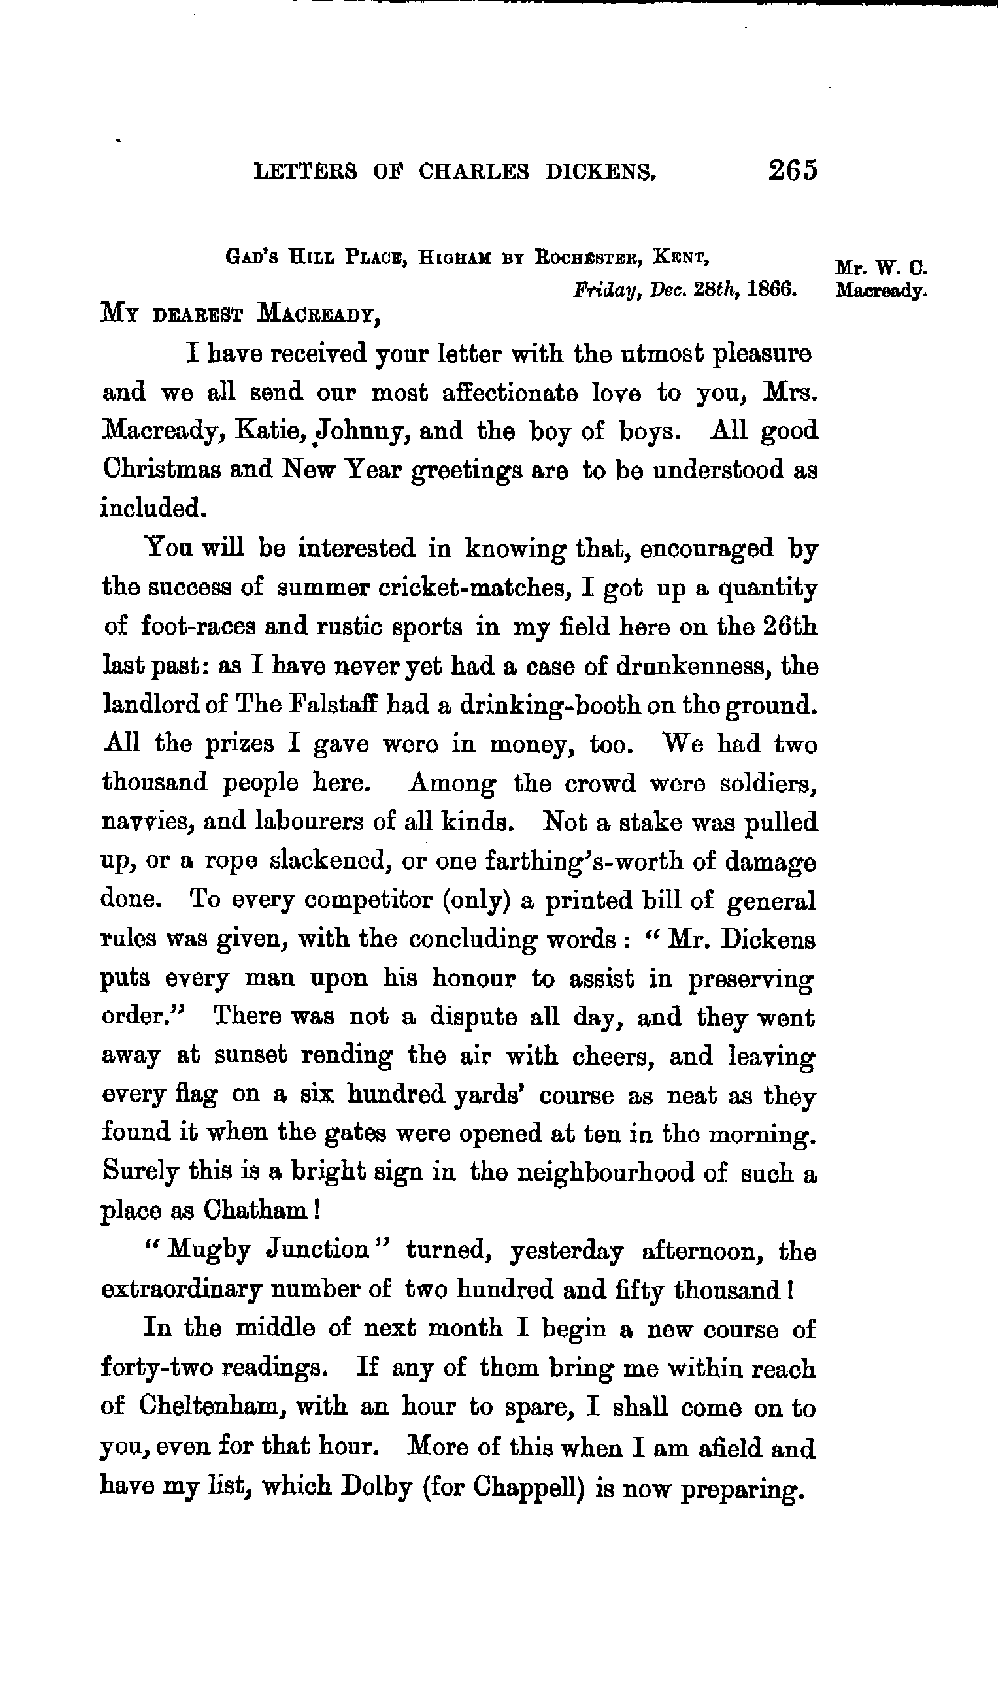 LETTERS OF CHARLES DICKENS. 265
GAD'S HILL PLACE, HIGHAM BY ROCHESTER, KENT,
Friday, Dec. 28th, 1866.
Mr. W. C.
Macready.
MY DEAREST MACREADY,
I have received your letter with the utmost pleasure
and we all send our most affectionate love to you, Mrs.
Macready, Katie, Johnny, and the boy of boys. All good
Christmas and New Year greetings are to be understood as
included.
You will be interested in knowing that, encouraged by
the success of summer cricket-matches, I got up a quantity
of foot-races and rustic sports in my field here on the 26th
last past: as I have never yet had a case of drunkenness, the
landlord of The Falstaff had a drinking-booth on the ground.
All the prizes I gave were in money, too. We had two
thousand people here. Among the crowd were soldiers,
navvies, and labourers of all kinds. Not a stake was pulled
up, or a rope slackened, or one farthing's-worth of damage
done. To every competitor (only) a printed bill of general
rules was given, with the concluding words: "Mr. Dickens
puts every man upon his honour to assist in preserving
order." There was not a dispute all day, and they went
away at sunset rending the air with cheers, and leaving
every flag on a six hundred yards' course as neat as they
found it when the gates were opened at ten in the morning.
Surely this is a bright sign in the neighbourhood of such a
place as Chatham!
"Mugby Junction" turned, yesterday afternoon, the
extraordinary number of two hundred and fifty thousand!
In the middle of next month I begin a new course of
forty-two readings. If any of them bring me within reach
of Cheltenham, with an hour to spare, I shall come on to
you, even for that hour. More of this when I am afield and
have my list, which Dolby (for Chappell) is now preparing.